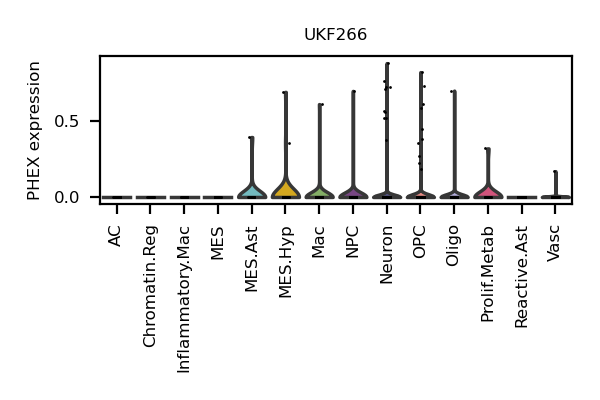 UKF266
PHEX expression
0.5
0.0
AC
Chromatin.Reg
Inflammatory.Mac
MES
MES.Ast
MES.Hyp
Mac
NPC
Neuron
OPC
Oligo
Prolif.Metab
Reactive.Ast
Vasc